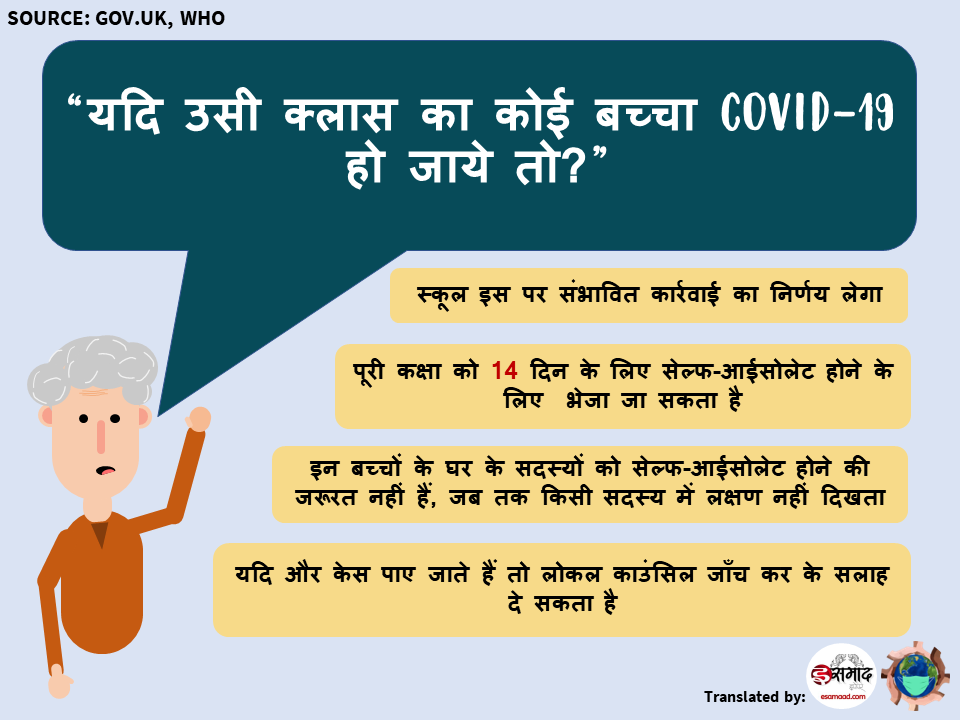 SOURCE: GOV.UK, WHO
“यदि उसी क्लास का कोई बच्चा COVID-19
हो जाये तो?”
स्कूल इस पर संभावित कार्रवाई का निर्णय लेगा
पूरी कक्षा को 14 दिन के लिए सेल्फ-आईसोलेट होने के
लिए भेजा जा सकता है
इन बच्चों के घर के सदस्यों को सेल्फ-आईसोलेट होने की
जरूरत नहीं हैं, जब तक किसी सदस्य में लक्षण नहीं दिखता
यदि और केस पाए जाते हैं तो लोकल काउंसिल जाँच कर के सलाह
दे सकता है
Translated by:
esamaad.com